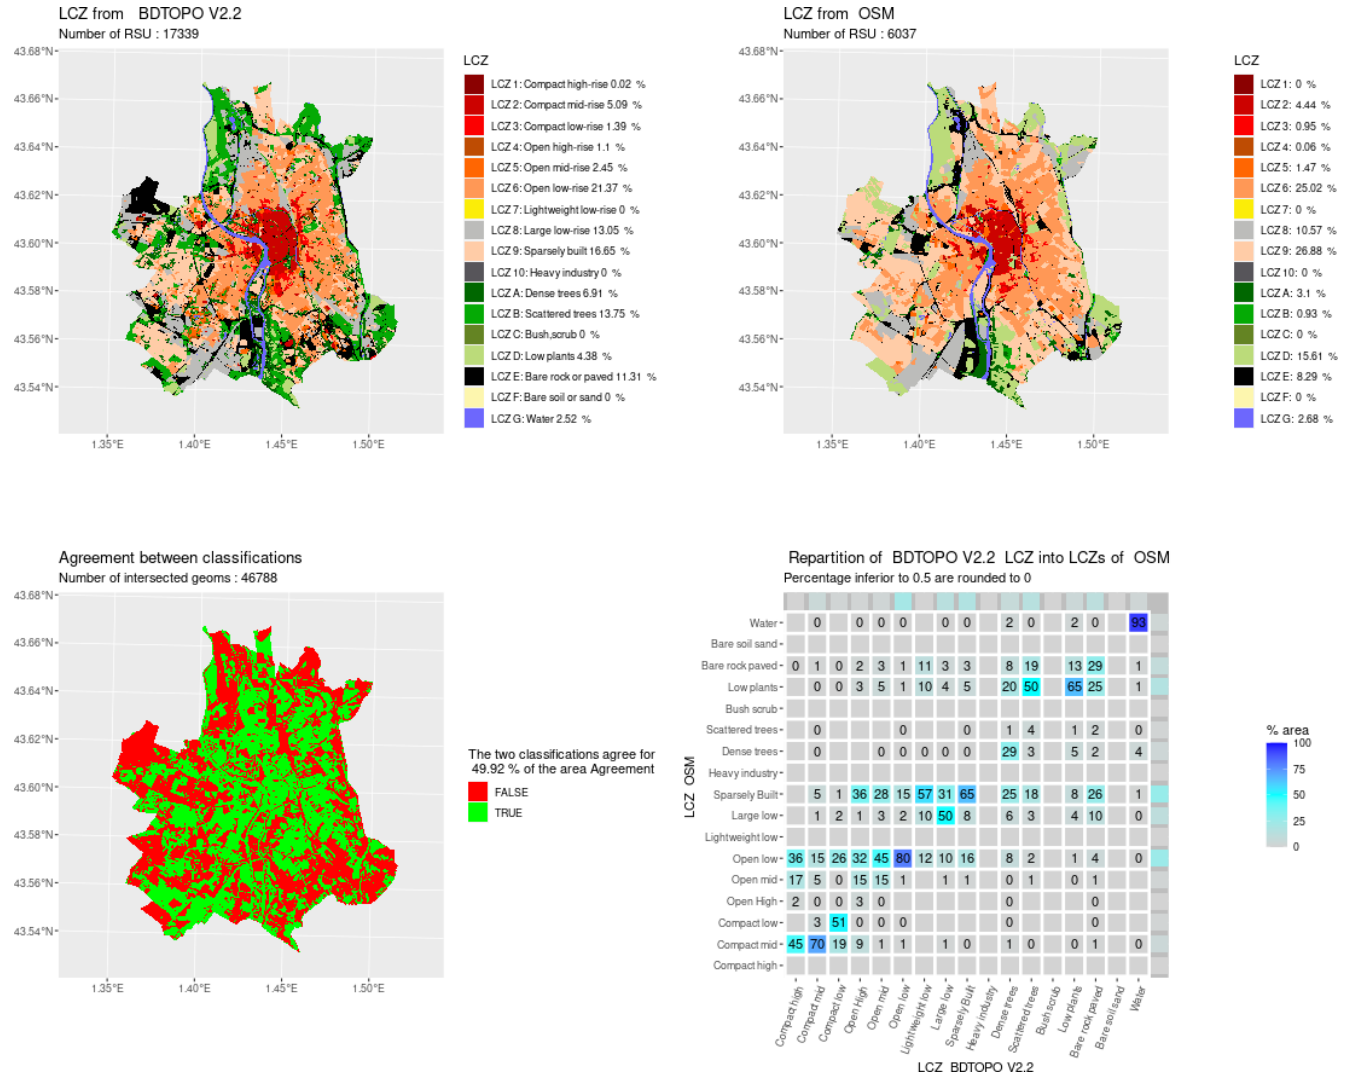 LCZ from BDTOPO V2.2
Number of RSU : 17339
43.68°N
43.66°N
43.64°N
43.62°N
43.60°N
43.58°N
43.56°N
43.54°N
1.35°E 1.40°E 1.45°E 1.50°E
LCZ
LCZ 1: Compact high-rise 0.02 %
LCZ 2: Compact mid-rise 5.09 %
LCZ 3: Compact low-rise 1.39 %
LCZ 4: Open high-rise 1.1 %
LCZ 5: Open mid-rise 2.45 %
LCZ 6: Open low-rise 21.37 %
LCZ 7: Lightweight low-rise 0 %
LCZ 8: Large low-rise 13.05 %
LCZ 9: Sparsely built 16.65 %
LCZ 10: Heavy industry 0 %
LCZ A: Dense trees 6.91 %
LCZ B: Scattered trees 13.75 %
LCZ C: Bush,scrub 0 %
LCZ D: Low plants 4.38 %
LCZ E: Bare rock or paved 11.31 %
LCZ F: Bare soil or sand 0 %
LCZ G: Water 2.52 %
LCZ from OSM
Number of RSU : 6037
43.68°N
43.66°N
43.64°N
43.62°N
43.60°N
43.58°N
43.56°N
43.54°N
1.35°E 1.40°E 1.45°E 1.50°E
LCZ
LCZ 1: 0 %
LCZ 2: 4.44 %
LCZ 3: 0.95 %
LCZ 4: 0.06 %
LCZ 5: 1.47 %
LCZ 6: 25.02 %
LCZ 7: 0 %
LCZ 8: 10.57 %
LCZ 9: 26.88 %
LCZ 10: 0 %
LCZ A: 3.1 %
LCZ B: 0.93 %
LCZ C: 0 %
LCZ D: 15.61 %
LCZ E: 8.29 %
LCZ F: 0 %
LCZ G: 2.68 %
Agreement between classifications
Number of intersected geoms : 46788
43.68°N
43.66°N
43.64°N
43.62°N
43.60°N
43.58°N
43.56°N
43.54°N
1.35°E 1.40°E 1.45°E 1.50°E
The two classifications agree for
49.92 % of the area Agreement
FALSE
TRUE
Repartition of BDTOPO V2.2 LCZ into LCZs of OSM
Percentage inferior to 0.5 are rounded to 0
LCZ OSM
Water 0 0 0 0 0 0 2 2 0 93
Bare soil sand
Bare rock paved 0 1 0 2 3 1 11 3 3 8 19 13 29 1
Low plants 0 0 3 5 1 10 4 5 20 50 65 25 1
Bush scrub
Scattered trees 0 0 0 1 4 1 2 0
Dense trees 0 0 0 0 0 0 29 3 5 2 4
Heavy industry
Sparsely Built 5 1 36 28 15 57 31 65 25 18 8 26 1
Large low 1 2 1 3 2 10 50 8 6 3 4 10 0
Lightweight low
Open low 36 15 26 32 45 80 12 10 16 8 2 1 4 0
Open mid 17 5 0 15 15 1 1 1 0 1 0 1
Open High 2 0 0 3 0 0 0
Compact low 3 51 0 0 0 0 0
Compact mid 45 70 19 9 1 1 1 0 1 0 0 1 0
Compact high
Compact high
Compact mid
Compact low
Open High
Open mid
Open low
Lightweight low
Large low
Sparsely Built
Heavy industry
Dense trees
Scattered trees
Bush scrub
Low plants
Bare rock paved
Bare soil sand
Water
LCZ BDTOPO V2.2
% area
100
75
50
25
0